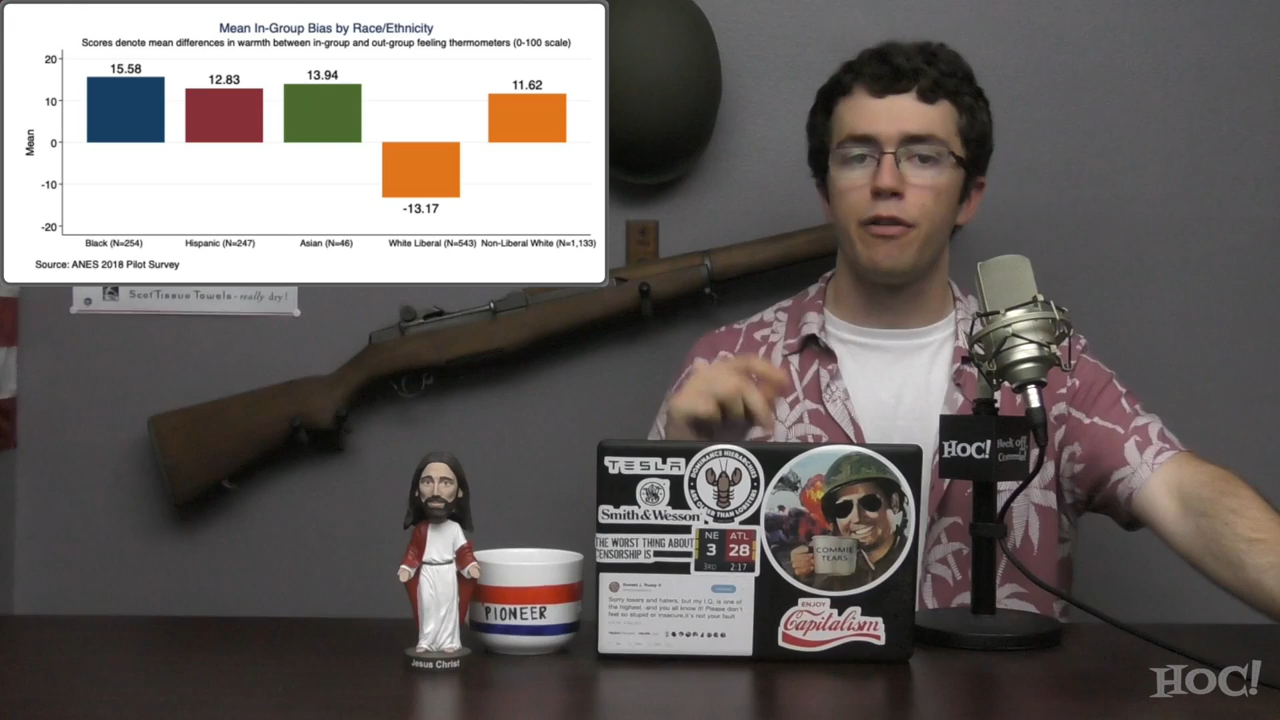 Mean In-Group Bias by Race/Ethnicity
Scores denote mean differences in warmth between in-group and out-group feeling thermometers (0-100 scale)
20
10
0
-10
-20
Mean
15.58
12.83
13.94
-13.17
11.62
Black (N=254)
Hispanic (N=247)
Asian (N=46)
White Liberal (N=543)
Non-Liberal White (N=1,133)
Source: ANES 2018 Pilot Survey
ScotTissue Towels - really dry!
TESLA
DOMINANCE HIERARCHIES
ARE OLDER THAN LOBSTERS
Smith&Wesson
THE WORST THING ABOUT
CENSORSHIP IS
NE ATL
3 28
3RD 2:17
COMMIE
TEARS
Donald J. Trump
Sorry losers and haters, but my I.Q. is one of
the highest -and you all know it! Please don't
feel so stupid or insecure,it's not your fault
ENJOY
Capitalism
PIONEER
Jesus Christ
HOC!
Heck off,
Commie!
HOC!